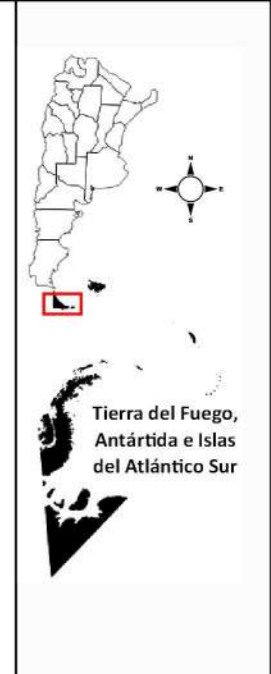 N
W
E
S
Tierra del Fuego,
Antártida e Islas
del Atlántico Sur